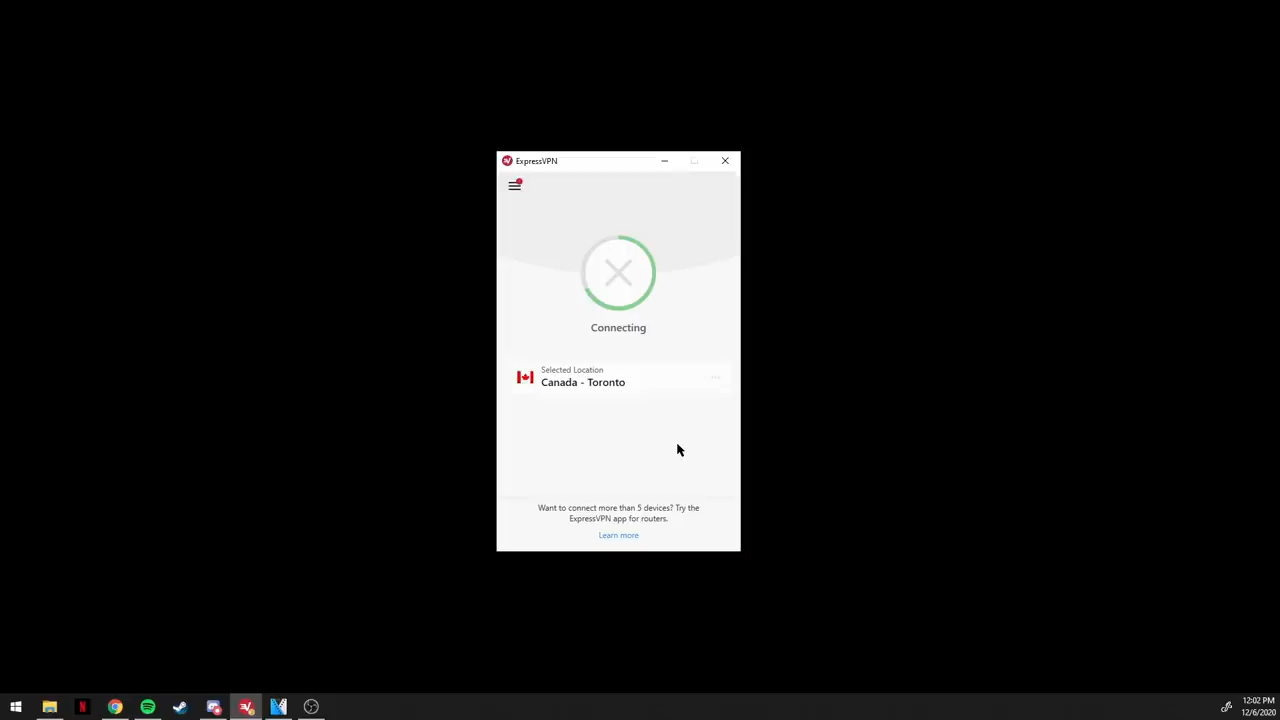 ExpressVPN
Connecting
Selected Location
Canada - Toronto
Want to connect more than 5 devices? Try the
ExpressVPN app for routers.
Learn more
12:02 PM
12/6/2020